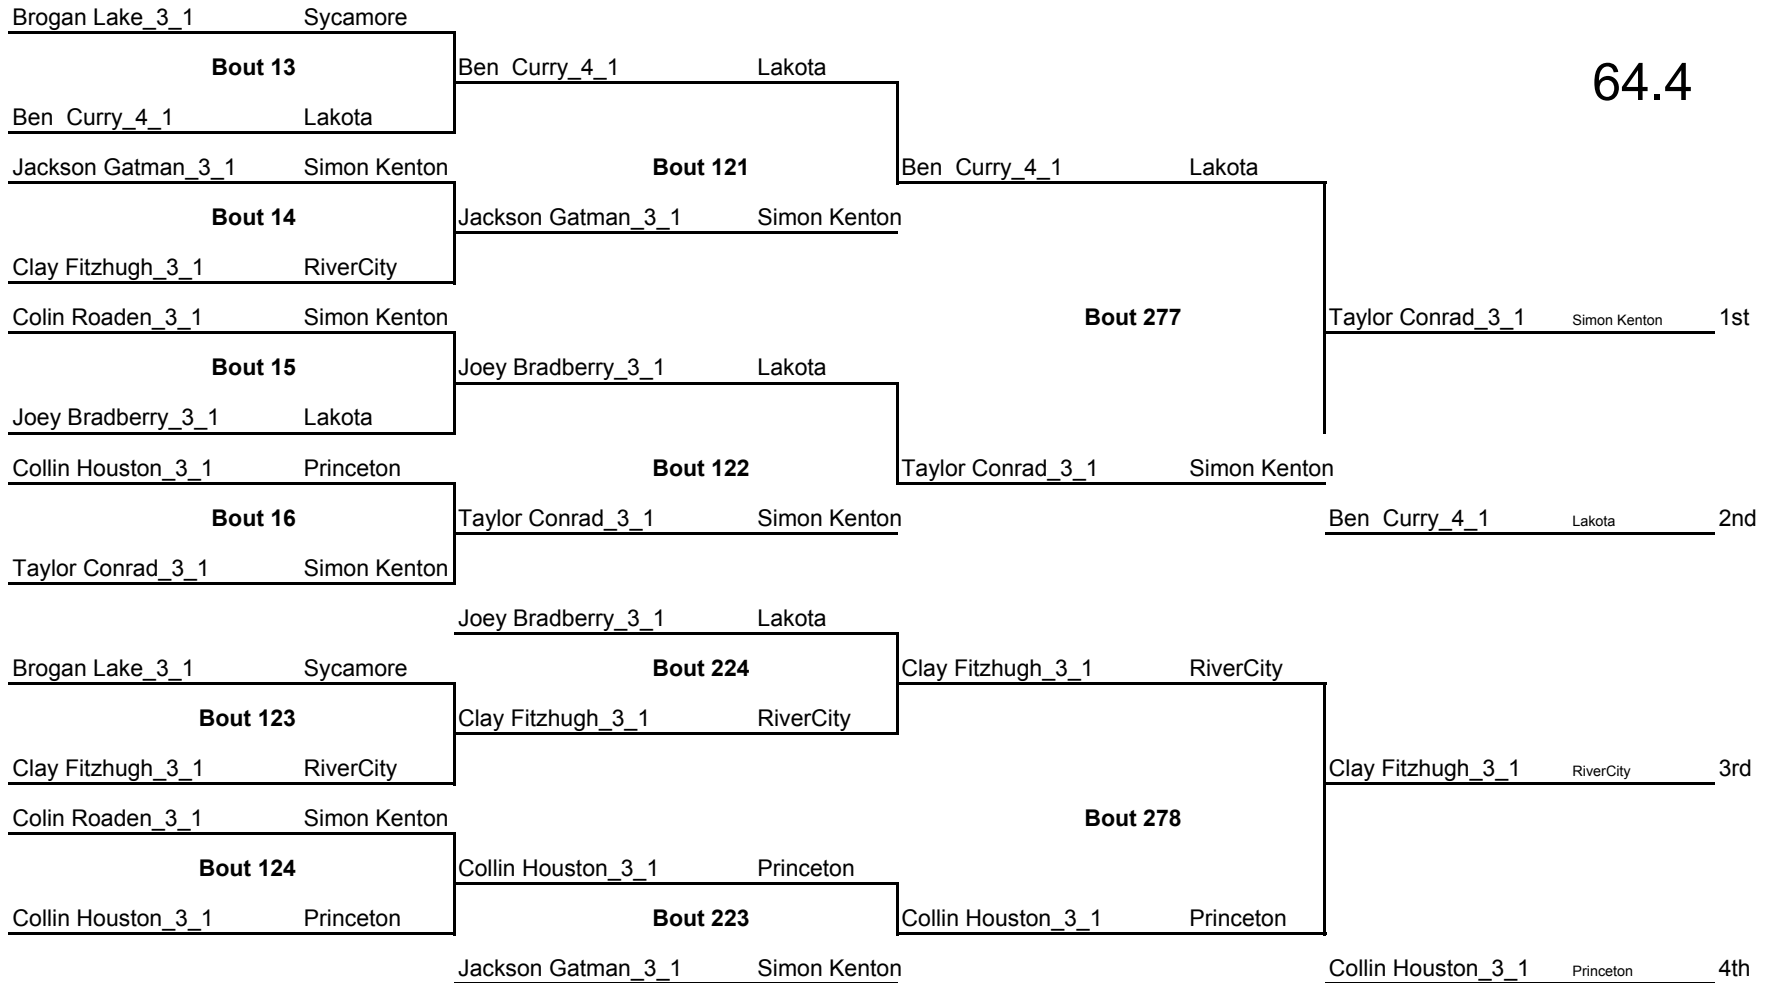 Brogan Lake_3_1 Sycamore
Bout 13 Ben  Curry_4_1 Lakota
64.4
Ben  Curry_4_1 Lakota
Jackson Gatman_3_1 Simon Kenton Bout 121 Ben  Curry_4_1 Lakota
Bout 14 Jackson Gatman_3_1 Simon Kenton
Clay Fitzhugh_3_1 RiverCity
Colin Roaden_3_1 Simon Kenton Bout 277 Taylor Conrad_3_1 Simon Kenton 1st
Bout 15 Joey Bradberry_3_1 Lakota
Joey Bradberry_3_1 Lakota
Collin Houston_3_1 Princeton Bout 122 Taylor Conrad_3_1 Simon Kenton
Bout 16 Taylor Conrad_3_1 Simon Kenton Ben  Curry_4_1 Lakota 2nd
Taylor Conrad_3_1 Simon Kenton
Joey Bradberry_3_1 Lakota
Brogan Lake_3_1 Sycamore Bout 224 Clay Fitzhugh_3_1 RiverCity
Bout 123 Clay Fitzhugh_3_1 RiverCity
Clay Fitzhugh_3_1 RiverCity Clay Fitzhugh_3_1 RiverCity 3rd
Colin Roaden_3_1 Simon Kenton Bout 278
Bout 124 Collin Houston_3_1 Princeton
Collin Houston_3_1 Princeton Bout 223 Collin Houston_3_1 Princeton
Jackson Gatman_3_1 Simon Kenton Collin Houston_3_1 Princeton 4th